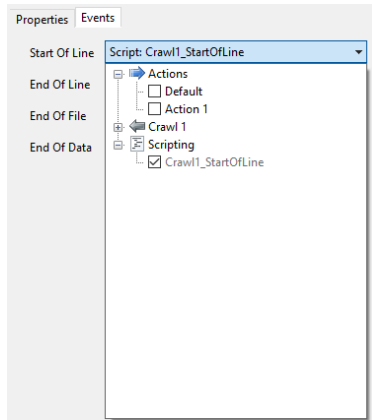 Properties Events
Start Of Line Script: Crawl1_StartOfLine
Actions
End Of Line Default
Action 1
End Of File Crawl 1
End Of Data Scripting
Crawl1_StartOfLine